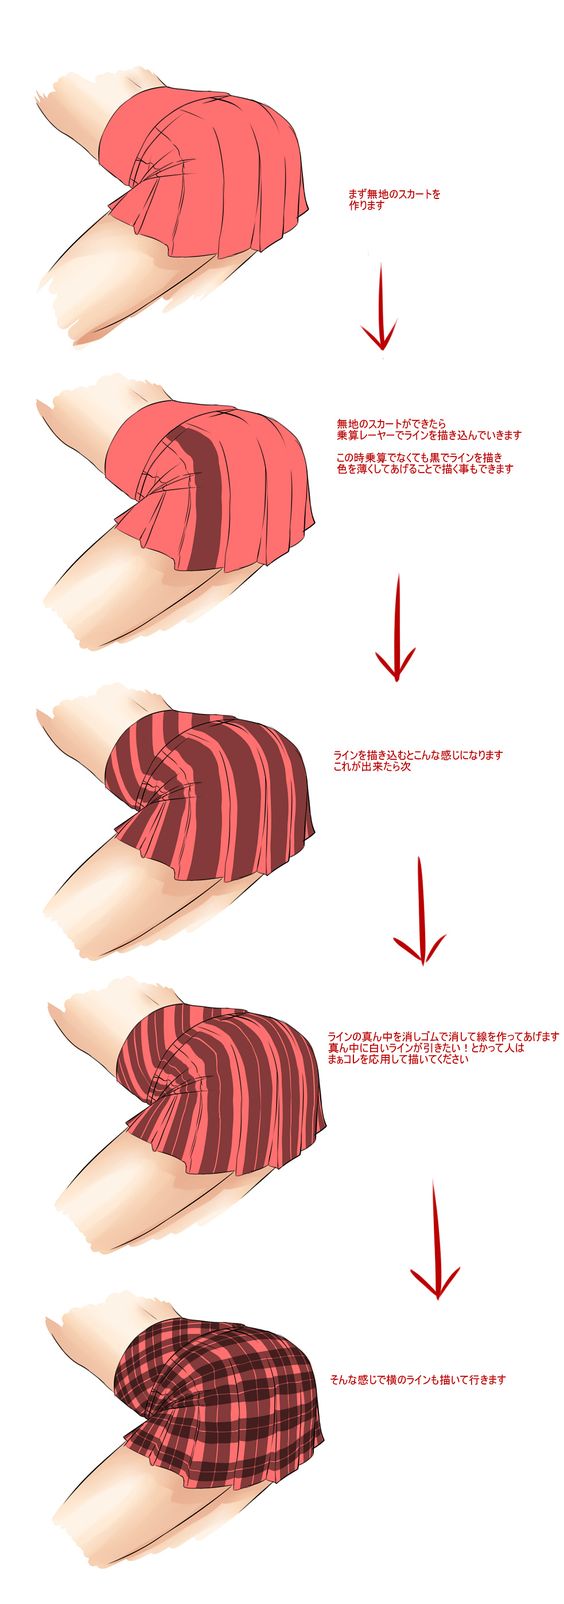 まず無地のスカートを
作ります
無地のスカートができたら
乗算レーヤーでラインを描き込んでいきます
この時乗算でなくても黒でラインを描き
色を薄くしてあげることで描く事もできます
ラインを描き込むとこんな感じになります
これが出来たら次
ラインの真ん中を消しゴムで消して線を作ってあげます
真ん中に白いラインが引きたい！とかって人は
まぁコレを応用して描いてください
そんな感じで横のラインも描いて行きます